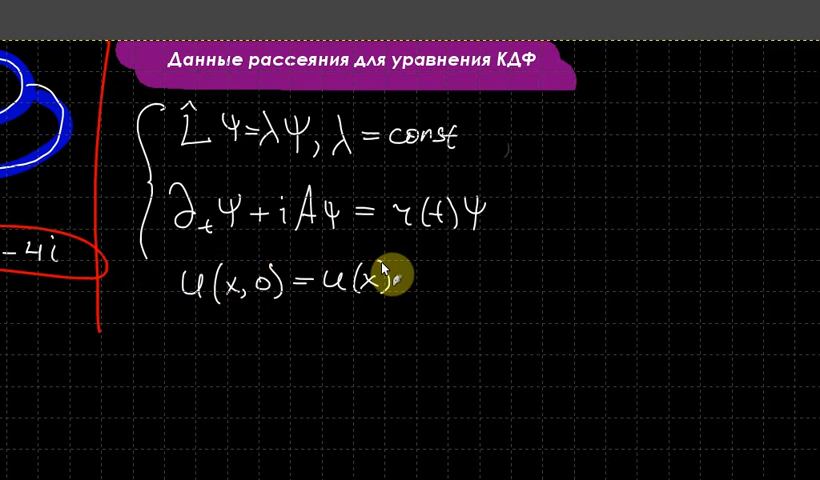 Данные рассеяния для уравнения КДФ
L̂ Ψ = λΨ, λ = const
∂ₜΨ + iAΨ = r(t)Ψ
- 4i
u(x,0) = u(x)